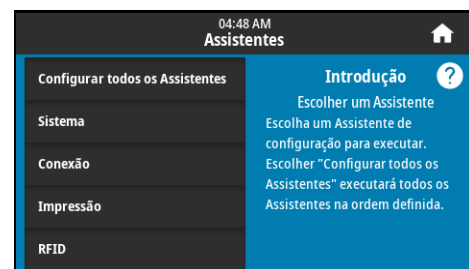 04:48 AM
Assistentes
Configurar todos os Assistentes
Sistema
Conexão
Impressão
RFID
Introdução
?
Escolher um Assistente
Escolha um Assistente de
configuração para executar.
Escolher "Configurar todos os
Assistentes" executará todos os
Assistentes na ordem definida.